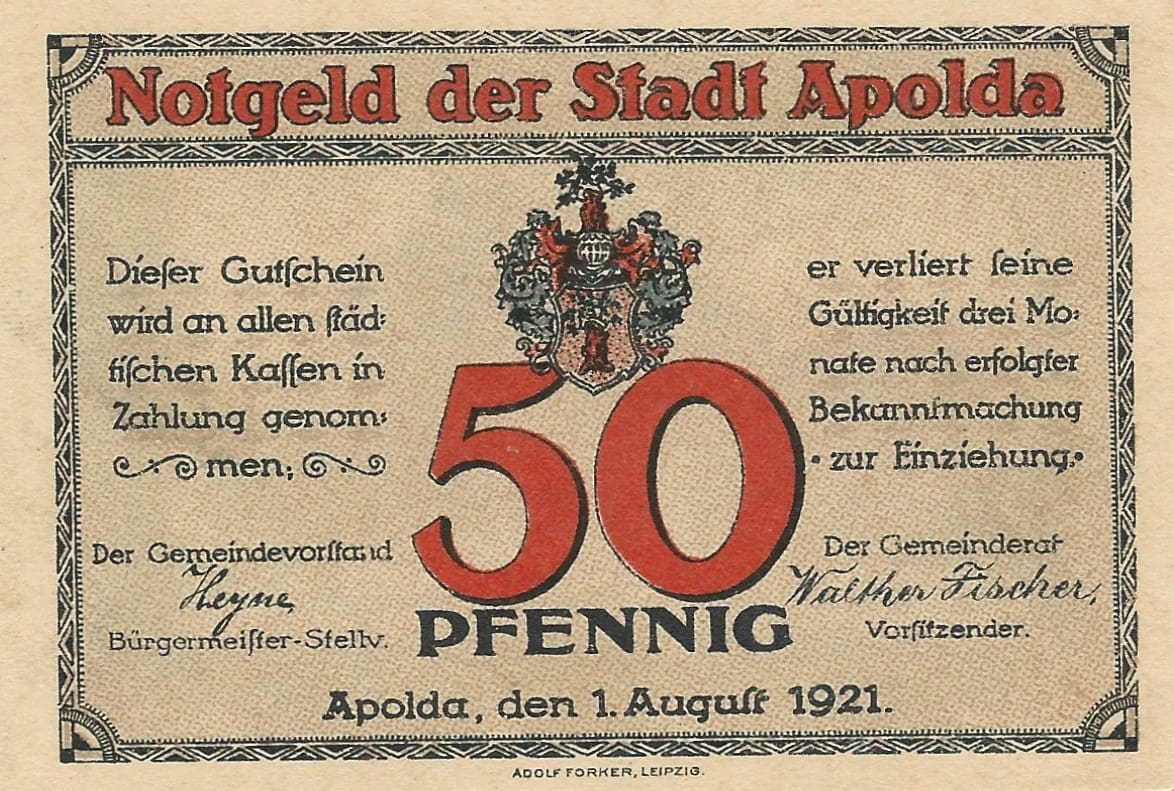 Notgeld der Stadt Apolda
Dieſer Gutſchein
wird an allen ſtäd⸗
tiſchen Kaſſen in
Zahlung genom⸗
men;
er verliert ſeine
Gültigkeit drei Mo⸗
nate nach erfolgter
Bekanntmachung
zur Einziehung.
50
PFENNIG
Der Gemeindevorſtand
Heyne
Bürgermeiſter-Stellv.
Der Gemeinderat
Walther Fischer,
Vorſitzender.
Apolda, den 1. Auguſt 1921.
ADOLF FORKER, LEIPZIG.